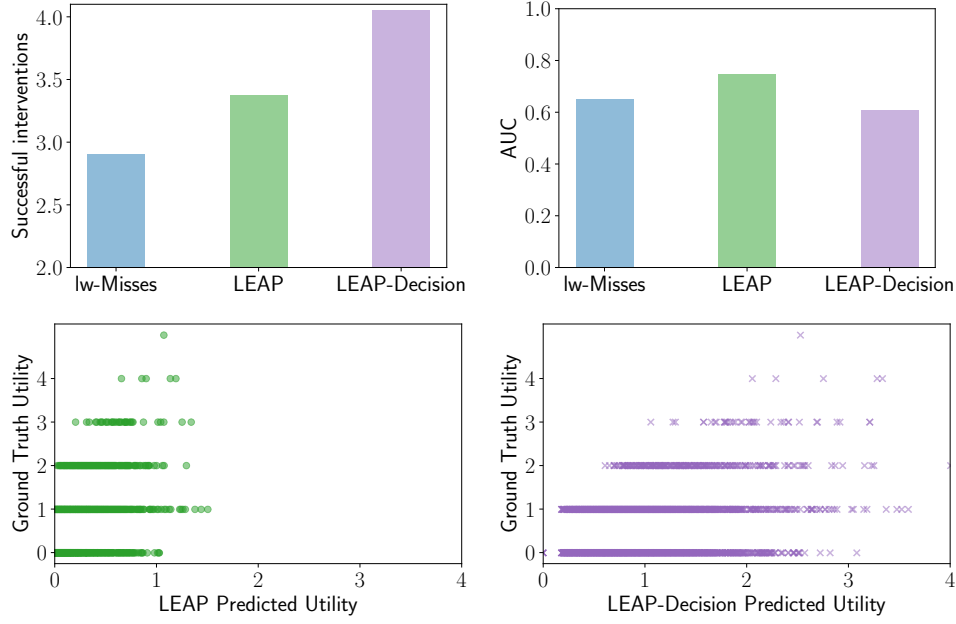 Successful interventions
4.0
3.5
3.0
2.5
2.0
lw-Misses
LEAP
LEAP-Decision
AUC
1.0
0.8
0.6
0.4
0.2
0.0
lw-Misses
LEAP
LEAP-Decision
Ground Truth Utility
4
3
2
1
0
0
1
2
3
4
LEAP Predicted Utility
Ground Truth Utility
4
3
2
1
0
0
1
2
3
4
LEAP-Decision Predicted Utility